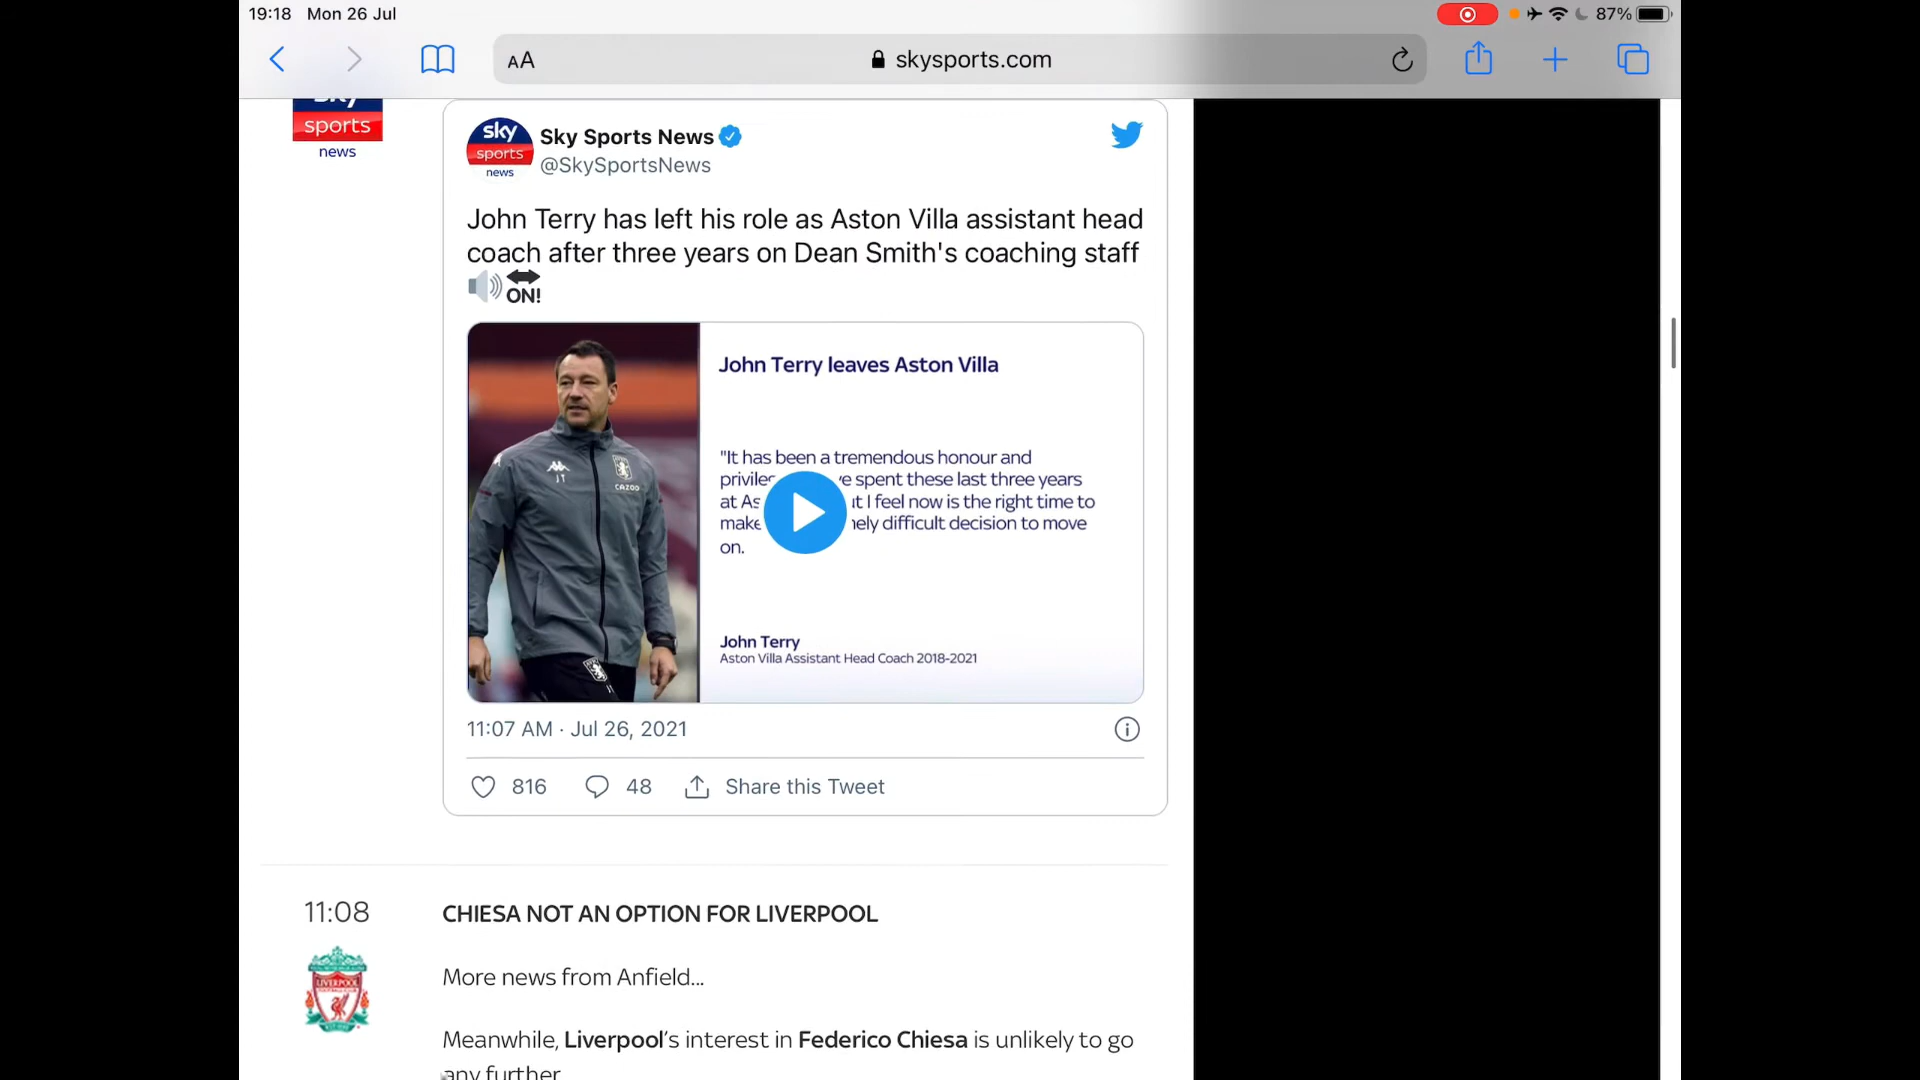 19:18 Mon 26 Jul
87%
AA
skysports.com
sports
news
sky
sports
news
Sky Sports News
@SkySportsNews
John Terry has left his role as Aston Villa assistant head
coach after three years on Dean Smith's coaching staff
ON!
John Terry leaves Aston Villa
"It has been a tremendous honour and
spent these last three years
at I feel now is the right time to
difficult decision to move
on.
JT
CAZOO
John Terry
Aston Villa Assistant Head Coach 2018-2021
11:07 AM · Jul 26, 2021
816 48 Share this Tweet
11:08
CHIESA NOT AN OPTION FOR LIVERPOOL
LIVERPOOL
More news from Anfield...
Meanwhile, Liverpool's interest in Federico Chiesa is unlikely to go
any further